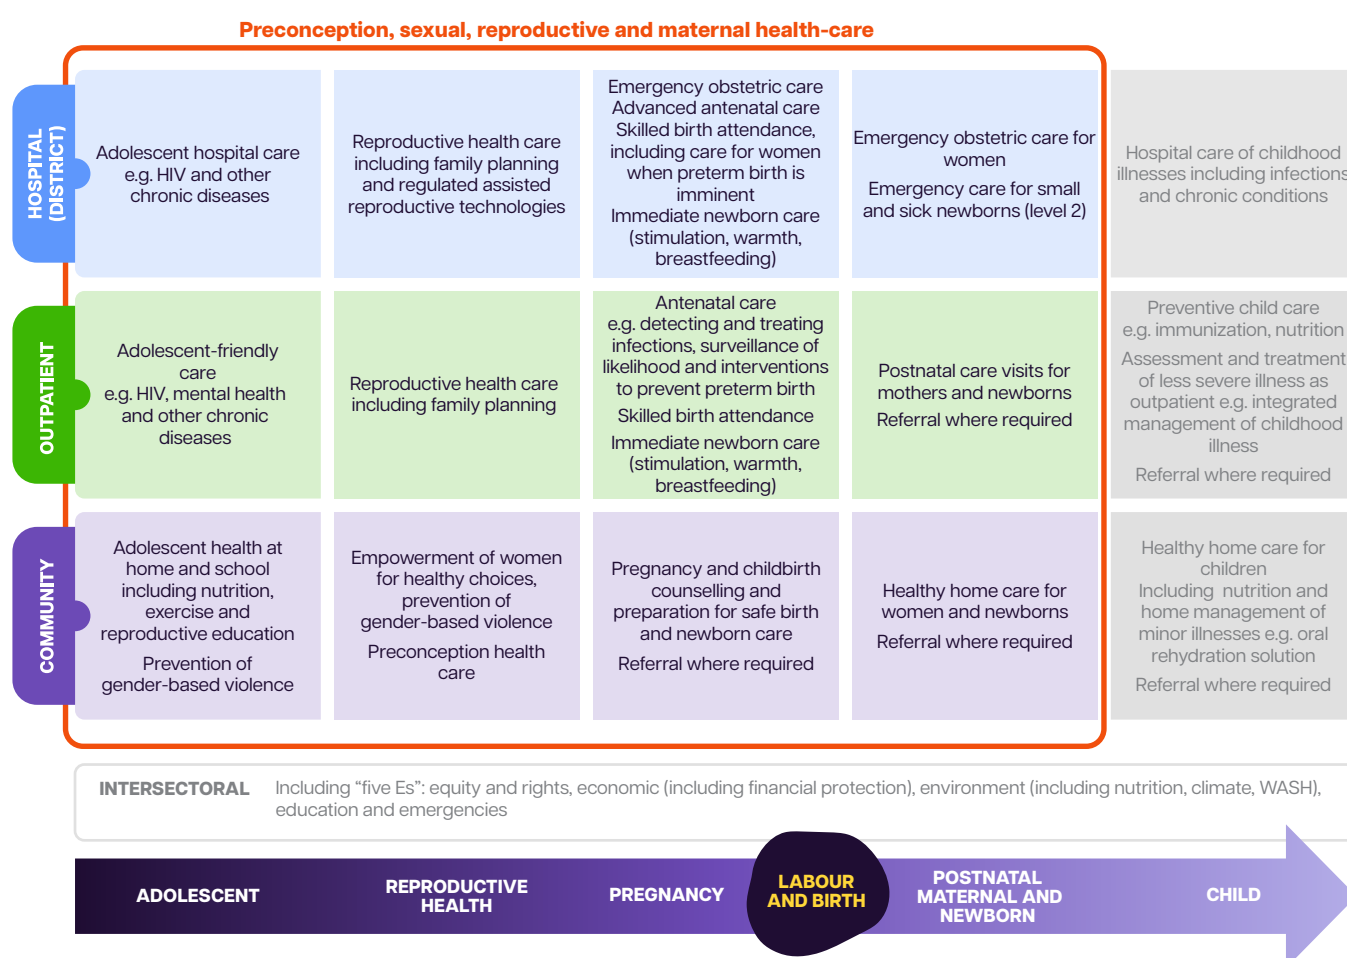 Preconception, sexual, reproductive and maternal health-care
HOSPITAL
(DISTRICT)
Adolescent hospital care
e.g. HIV and other
chronic diseases
Reproductive health care
including family planning
and regulated assisted
reproductive technologies
Emergency obstetric care
Advanced antenatal care
Skilled birth attendance,
including care for women
when preterm birth is
imminent
Immediate newborn care
(stimulation, warmth,
breastfeeding)
Emergency obstetric care for
women
Emergency care for small
and sick newborns (level 2)
Hospital care of childhood
illnesses including infections
and chronic conditions
OUTPATIENT
Adolescent-friendly
care
e.g. HIV, mental health
and other chronic
diseases
Reproductive health care
including family planning
Antenatal care
e.g. detecting and treating
infections, surveillance of
likelihood and interventions
to prevent preterm birth
Skilled birth attendance
Immediate newborn care
(stimulation, warmth,
breastfeeding)
Postnatal care visits for
mothers and newborns
Referral where required
Preventive child care
e.g. immunization, nutrition
Assessment and treatment
of less severe illness as
outpatient e.g. integrated
management of childhood
illness
Referral where required
COMMUNITY
Adolescent health at
home and school
including nutrition,
exercise and
reproductive education
Prevention of
gender-based violence
Empowerment of women
for healthy choices,
prevention of
gender-based violence
Preconception health
care
Pregnancy and childbirth
counselling and
preparation for safe birth
and newborn care
Referral where required
Healthy home care for
women and newborns
Referral where required
Healthy home care for
children
Including nutrition and
home management of
minor illnesses e.g. oral
rehydration solution
Referral where required
INTERSECTORAL
Including “five Es”: equity and rights, economic (including financial protection), environment (including nutrition, climate, WASH),
education and emergencies
ADOLESCENT
REPRODUCTIVE
HEALTH
PREGNANCY
LABOUR
AND BIRTH
POSTNATAL
MATERNAL AND
NEWBORN
CHILD